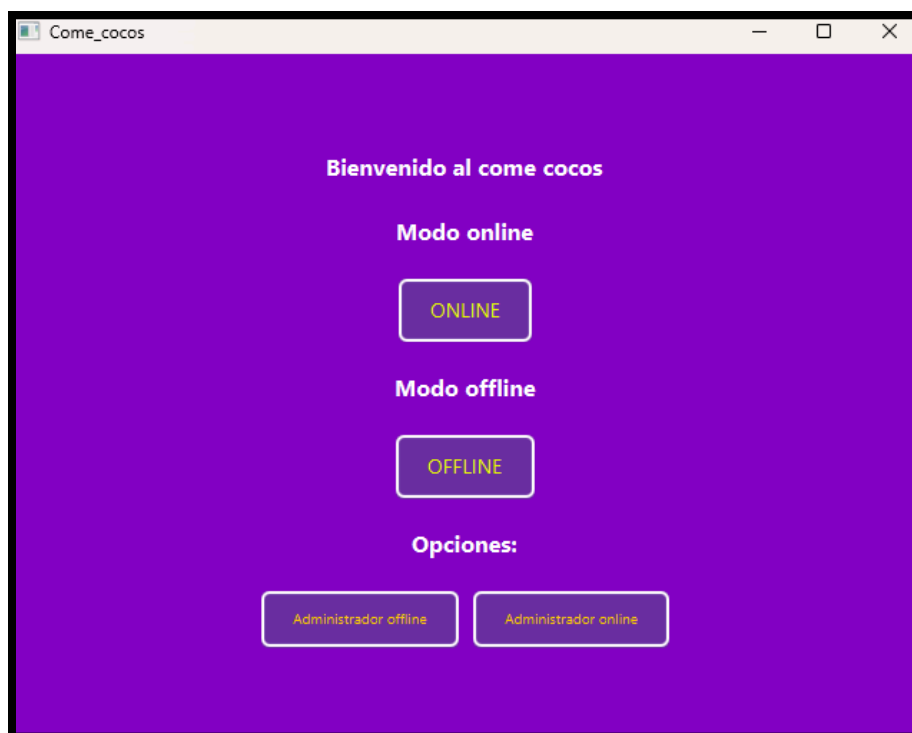 Come_cocos
Bienvenido al come cocos
Modo online
ONLINE
Modo offline
OFFLINE
Opciones:
Administrador offline Administrador online